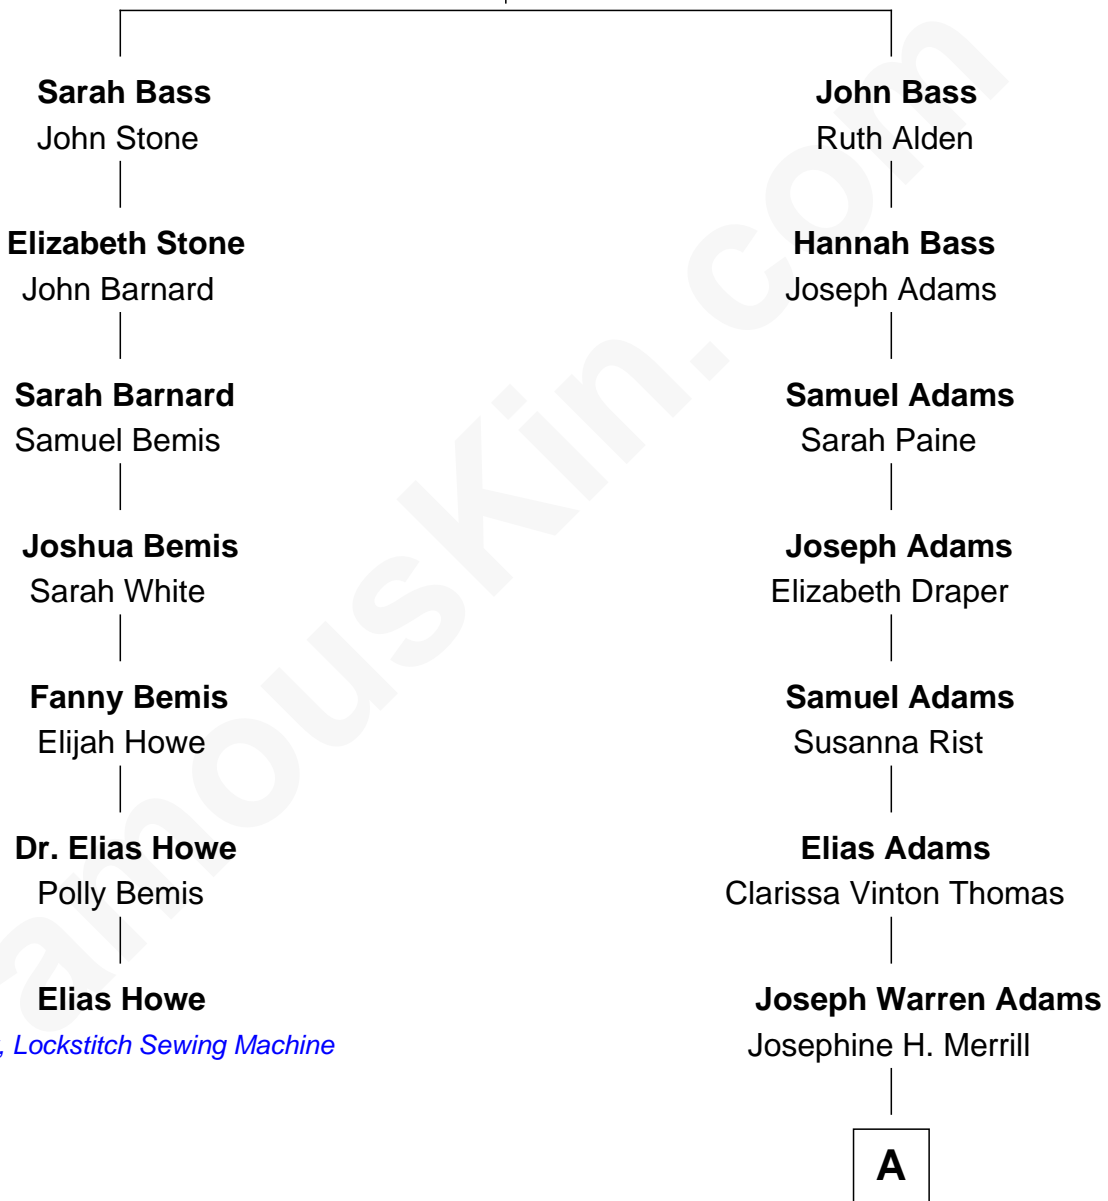 Sarah Bass
John Stone
Elizabeth Stone
John Barnard
Sarah Barnard
Samuel Bemis
Joshua Bemis
Sarah White
Fanny Bemis
Elijah Howe
Dr. Elias Howe
Polly Bemis
Elias Howe
, Lockstitch Sewing Machine
John Bass
Ruth Alden
Hannah Bass
Joseph Adams
Samuel Adams
Sarah Paine
Joseph Adams
Elizabeth Draper
Samuel Adams
Susanna Rist
Elias Adams
Clarissa Vinton Thomas
Joseph Warren Adams
Josephine H. Merrill
A
amouskin.com